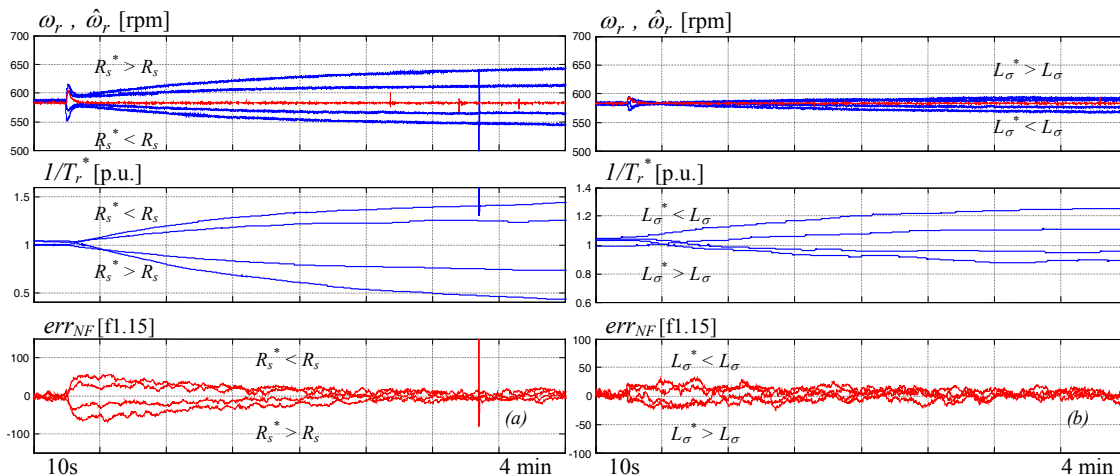 ω_r , ω̂_r [rpm]
700
650
600
550
500
R_s^* > R_s
R_s^* < R_s
1/T_r^* [p.u.]
1.5
1
0.5
R_s^* < R_s
R_s^* > R_s
err_NF [f1.15]
100
0
-100
R_s^* < R_s
R_s^* > R_s
(a)
10s
4 min
ω_r , ω̂_r [rpm]
700
650
600
550
500
L_σ^* > L_σ
L_σ^* < L_σ
1/T_r^* [p.u.]
1.4
1.2
1
0.8
0.6
L_σ^* < L_σ
L_σ^* > L_σ
err_NF [f1.15]
100
50
0
-50
-100
L_σ^* < L_σ
L_σ^* > L_σ
(b)
10s
4 min